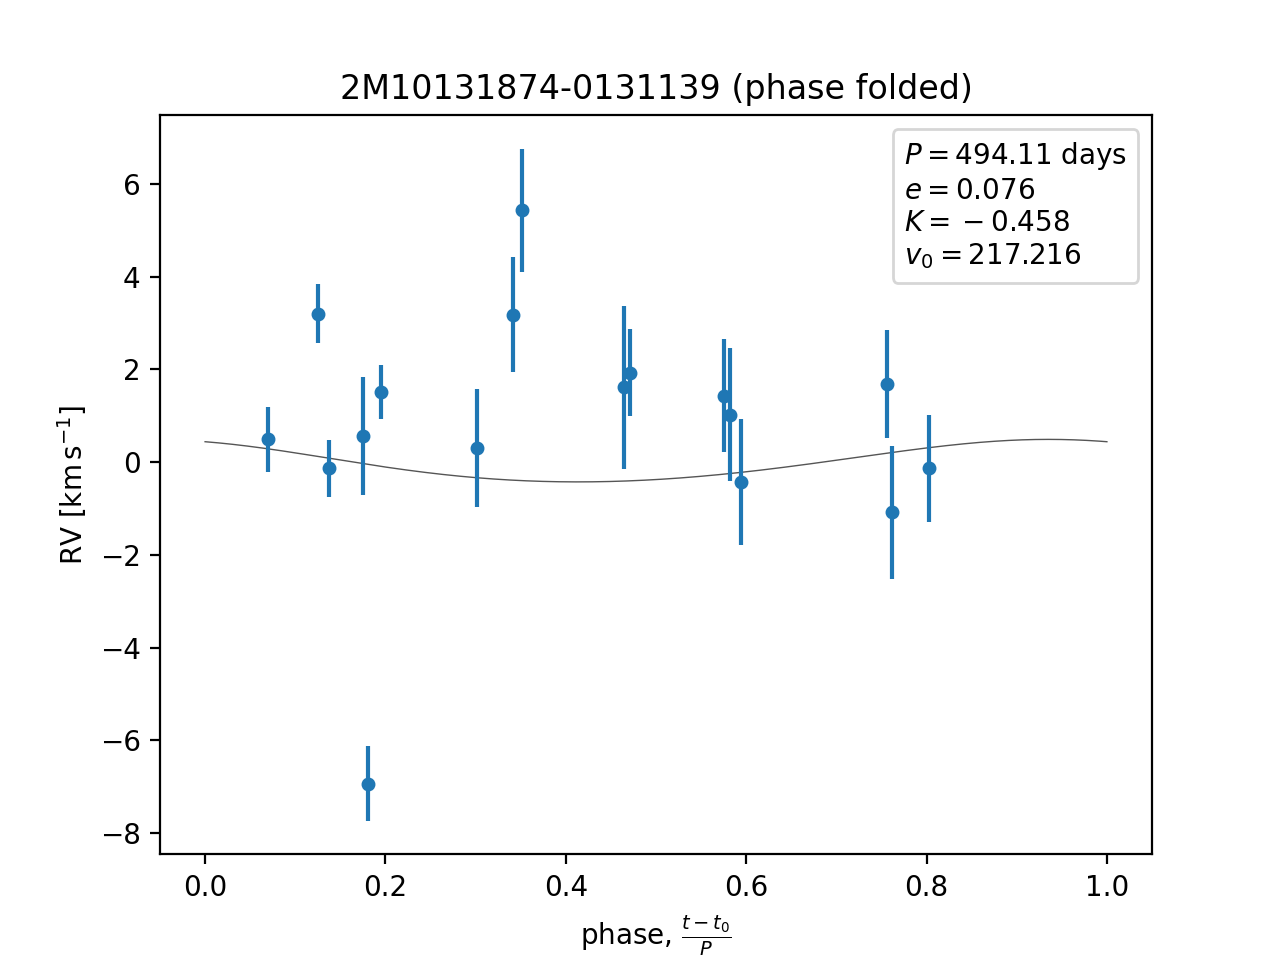 2M10131874-0131139 (phase folded)
P = 494.11 days
e = 0.076
K = −0.458
v₀ = 217.216
6
4
2
0
−2
−4
−6
−8
RV [km s⁻¹]
0.0 0.2 0.4 0.6 0.8 1.0
phase, (t − t₀)/P